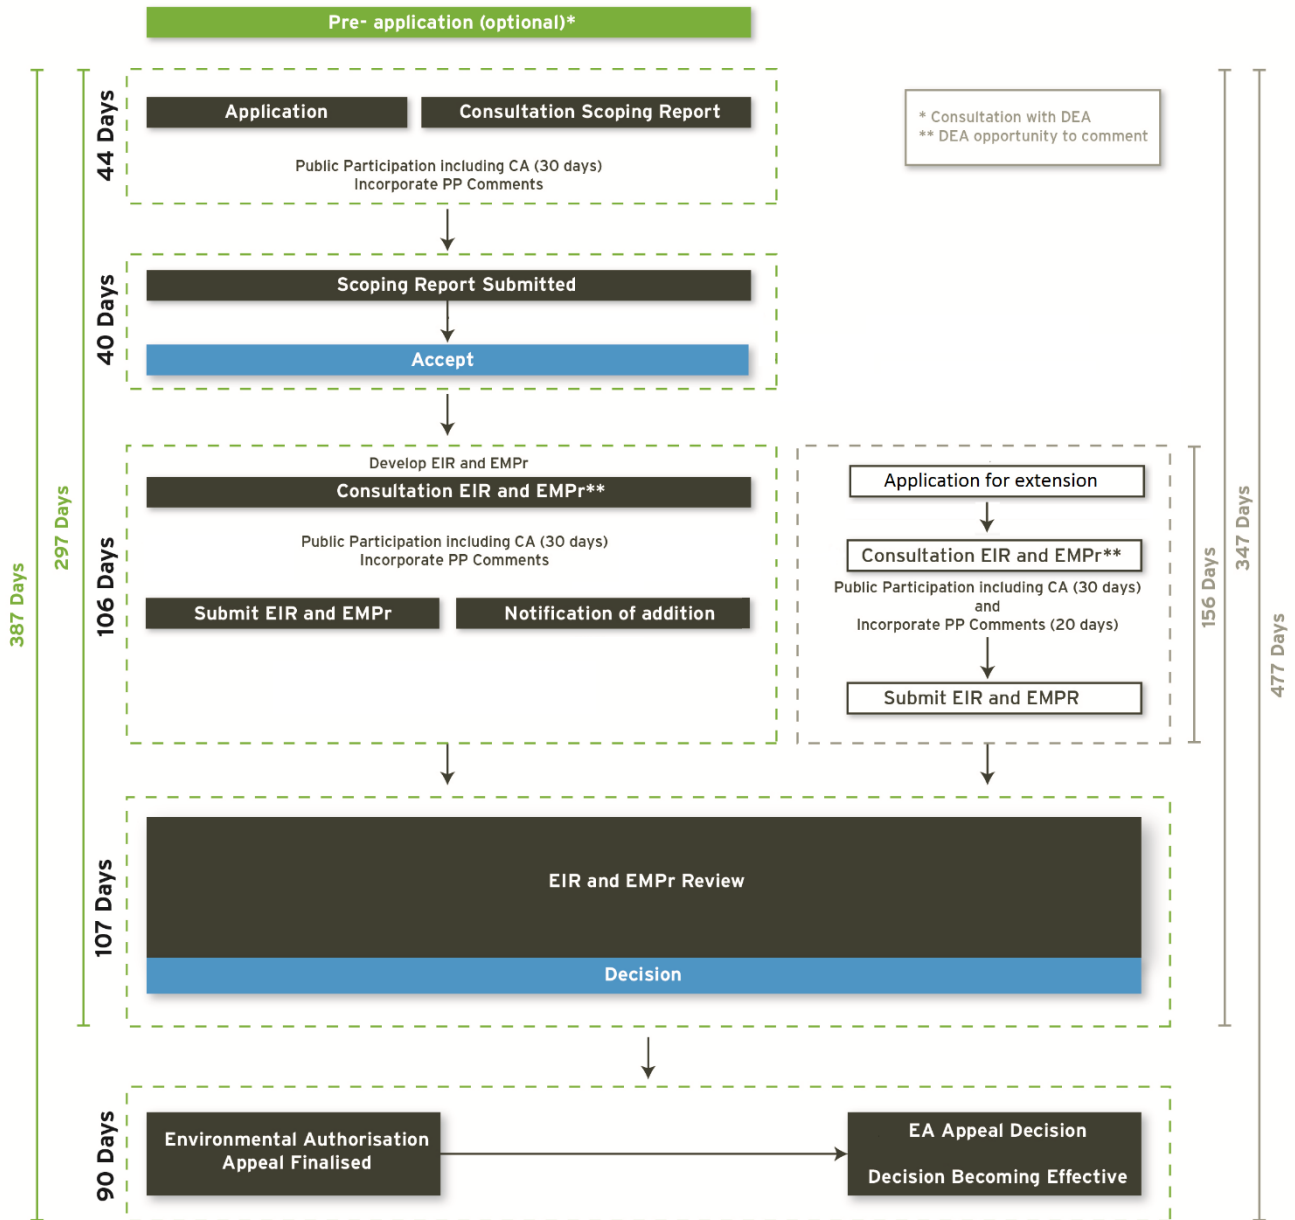 Pre- application (optional)*
44 Days
Application
Consultation Scoping Report
Public Participation including CA (30 days)
Incorporate PP Comments
* Consultation with DEA
** DEA opportunity to comment
40 Days
Scoping Report Submitted
Accept
387 Days
297 Days
106 Days
Develop EIR and EMPr
Consultation EIR and EMPr**
Public Participation including CA (30 days)
Incorporate PP Comments
Submit EIR and EMPr
Notification of addition
Application for extension
Consultation EIR and EMPr**
Public Participation including CA (30 days)
and
Incorporate PP Comments (20 days)
Submit EIR and EMPR
156 Days
347 Days
477 Days
107 Days
EIR and EMPr Review
Decision
90 Days
Environmental Authorisation
Appeal Finalised
EA Appeal Decision
Decision Becoming Effective